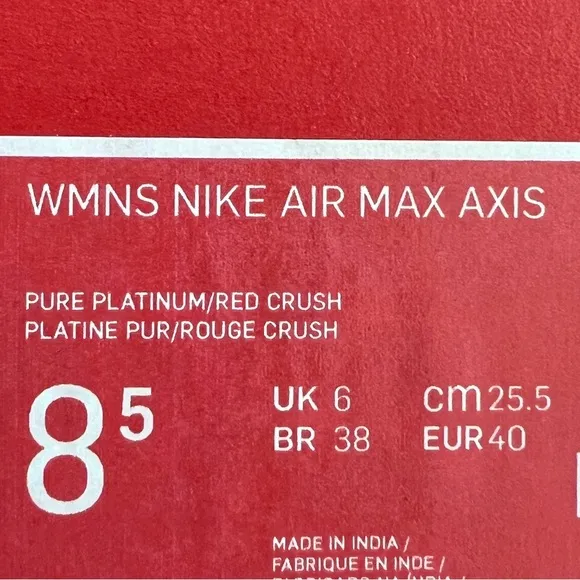 WMNS NIKE AIR MAX AXIS
PURE PLATINUM/RED CRUSH
PLATINE PUR/ROUGE CRUSH
8 5
UK 6 cm 25.5
BR 38 EUR 40
MADE IN INDIA /
FABRIQUE EN INDE /